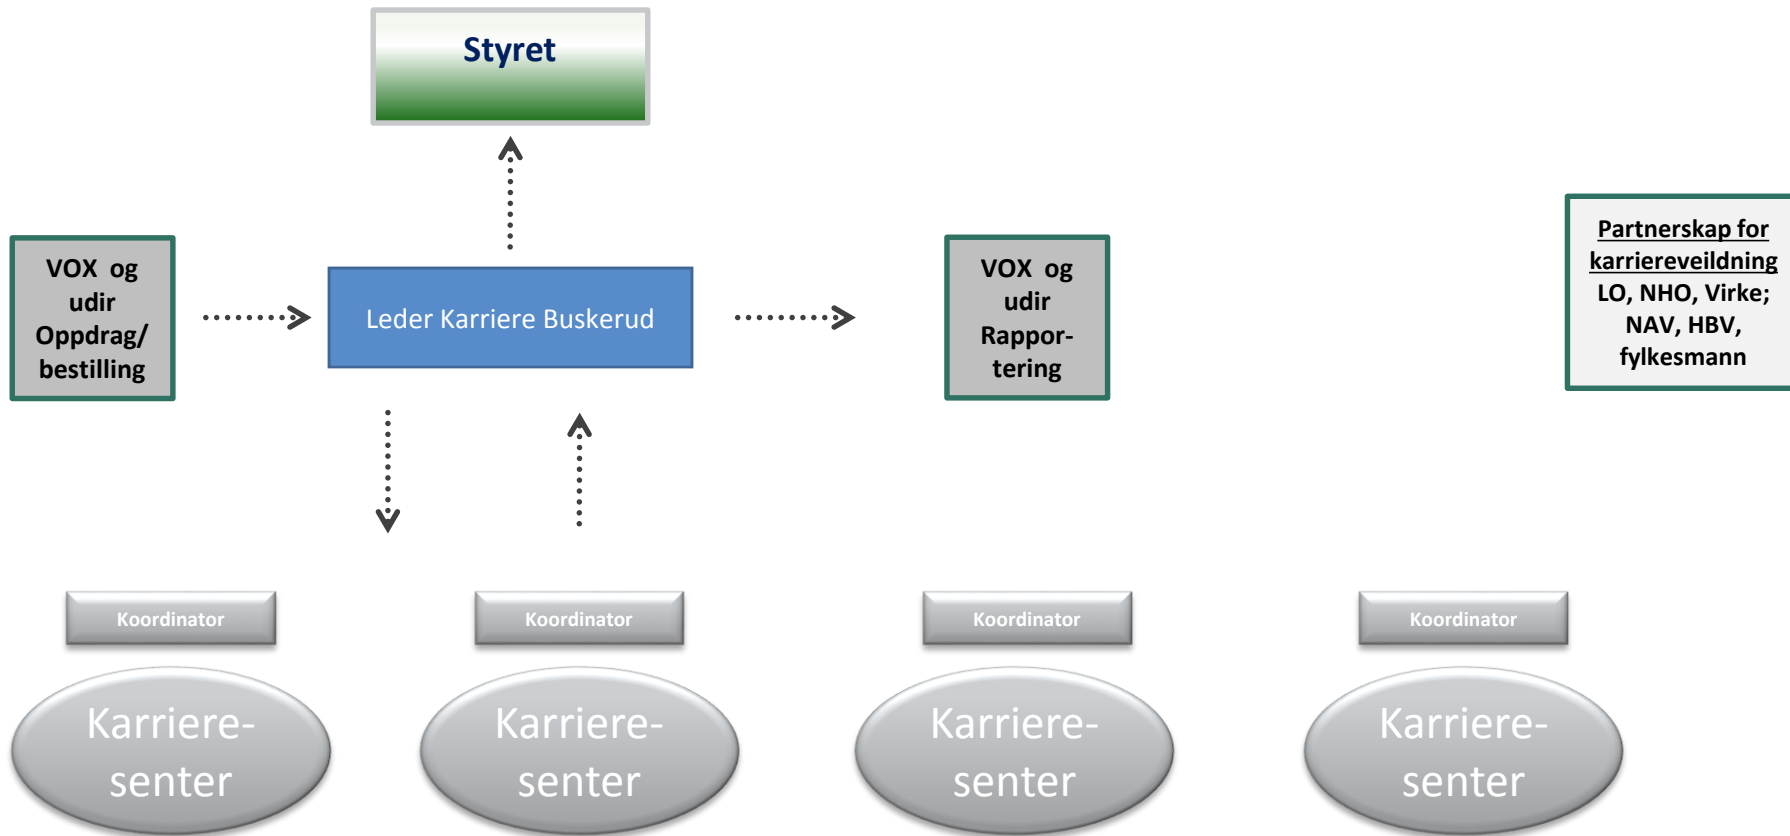 Styret
VOX og
udir
Oppdrag/
bestilling
Leder Karriere Buskerud
VOX og
udir
Rappor-
tering
Partnerskap for
karriereveildning
LO, NHO, Virke;
NAV, HBV,
fylkesmann
Koordinator
Koordinator
Koordinator
Koordinator
Karriere-
senter
Karriere-
senter
Karriere-
senter
Karriere-
senter